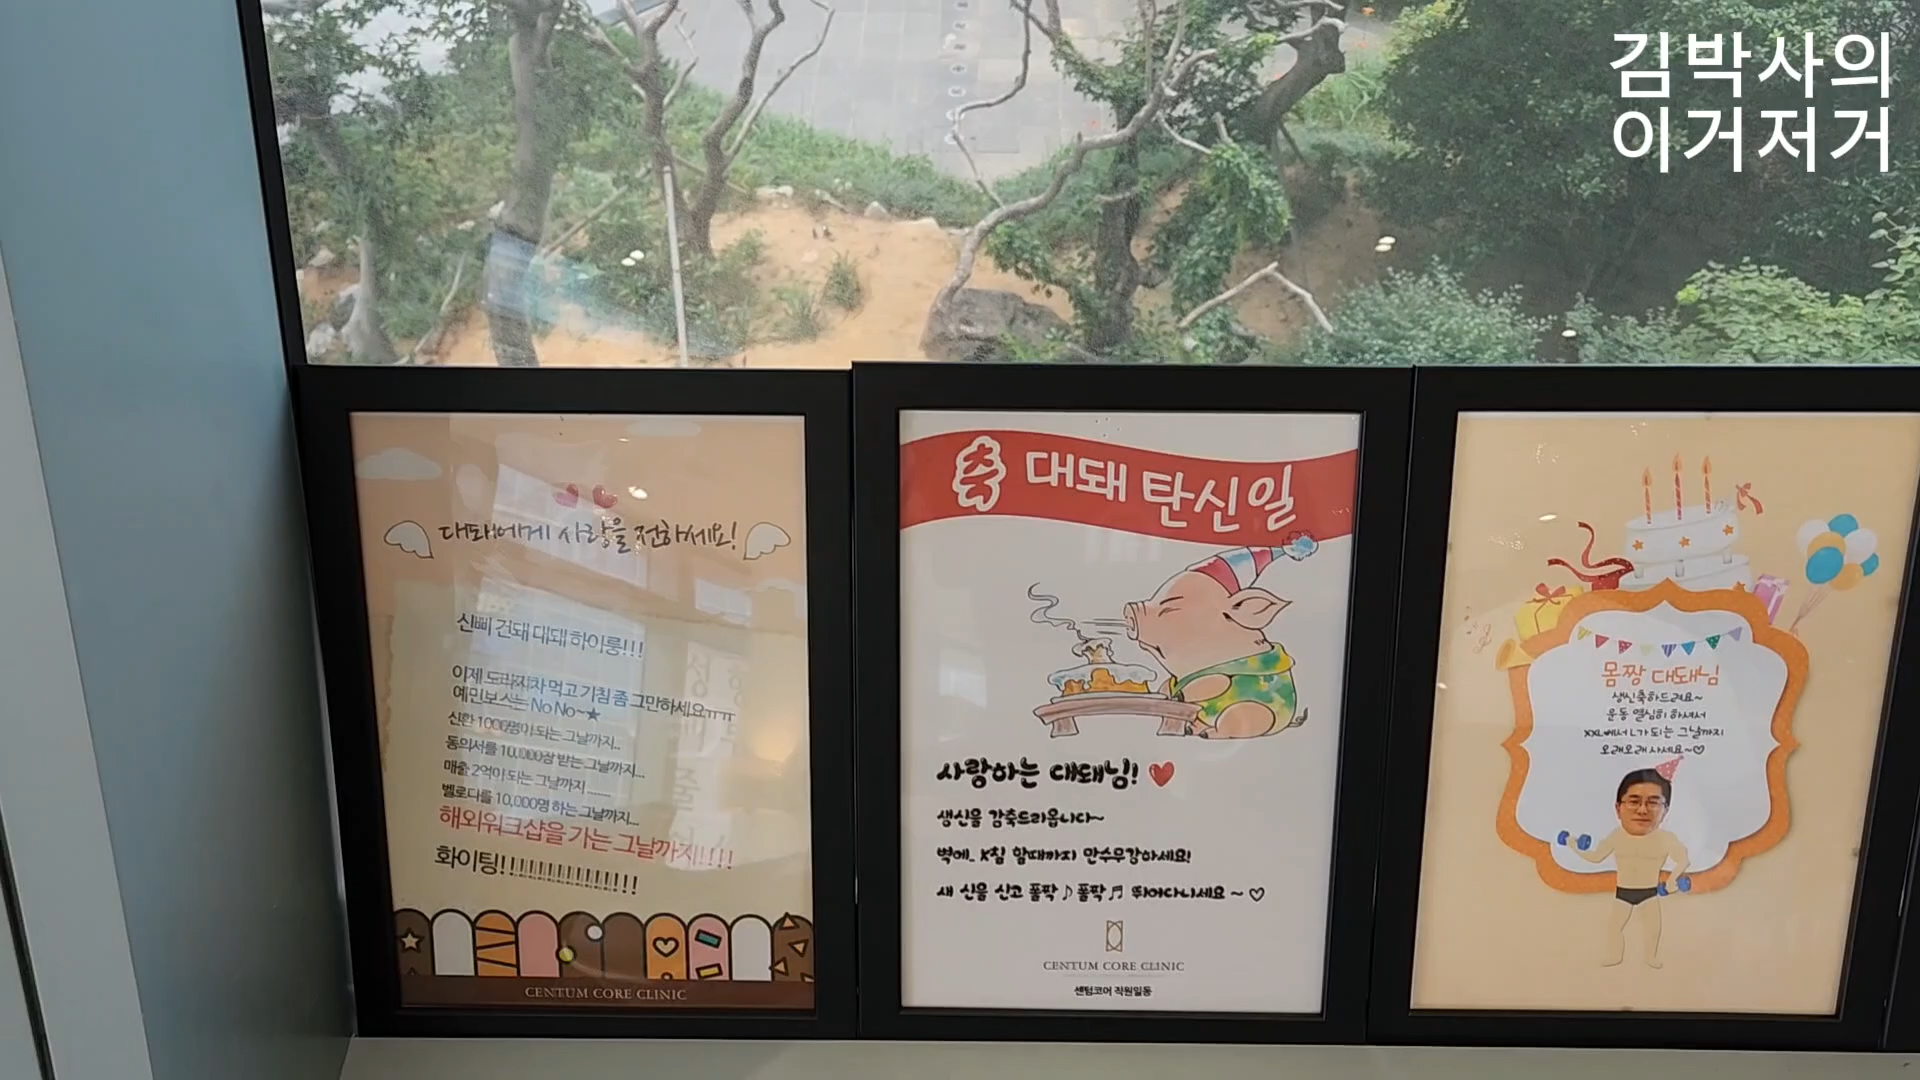 김박사의
이거저거
대돼에게 사랑을 전하세요!
신삐 건돼 대돼 하이룽!!!
이제 도라지차 먹고 기침 좀 그만하세요ㅠㅠ
예민보스는 No No~★
신환 1000명이 되는 그날까지..
동의서를 10,000장 받는 그날까지...
매출 2억이 되는 그날까지........
벨로다를 10,000명 하는 그날까지...
해외워크샵을 가는 그날까지!!!!
화이팅!!!!!!!!!!!!!!!!
CENTUM CORE CLINIC
축 대돼 탄신일
사랑하는 대돼님! ♥
생신을 감축드리옵니다~
벽에_ X칠 할때까지 만수무강하세요!
새 신을 신고 폴짝♪폴짝♬ 뛰어다니세요 ~ ♡
CENTUM CORE CLINIC
센텀코어 직원일동
몸짱 대돼님
생신축하드려요~
운동 열심히 하셔서
XXL에서 L가 되는 그날까지
오래오래 사세요~♡